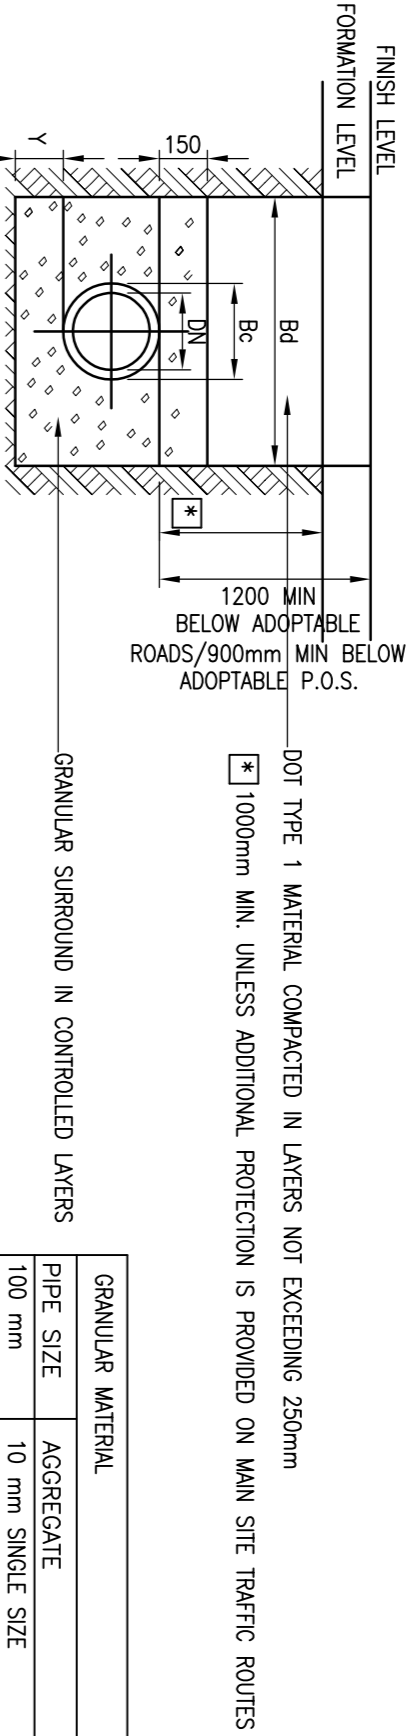 FINISH LEVEL
FORMATION LEVEL
150
Y
DN
Bc
Bd
*
1200 MIN
BELOW ADOPTABLE
ROADS/900mm MIN BELOW
ADOPTABLE P.O.S.
DOT TYPE 1 MATERIAL COMPACTED IN LAYERS NOT EXCEEDING 250mm
* 1000mm MIN. UNLESS ADDITIONAL PROTECTION IS PROVIDED ON MAIN SITE TRAFFIC ROUTES
GRANULAR SURROUND IN CONTROLLED LAYERS
GRANULAR MATERIAL
PIPE SIZE AGGREGATE
100 mm 10 mm SINGLE SIZE